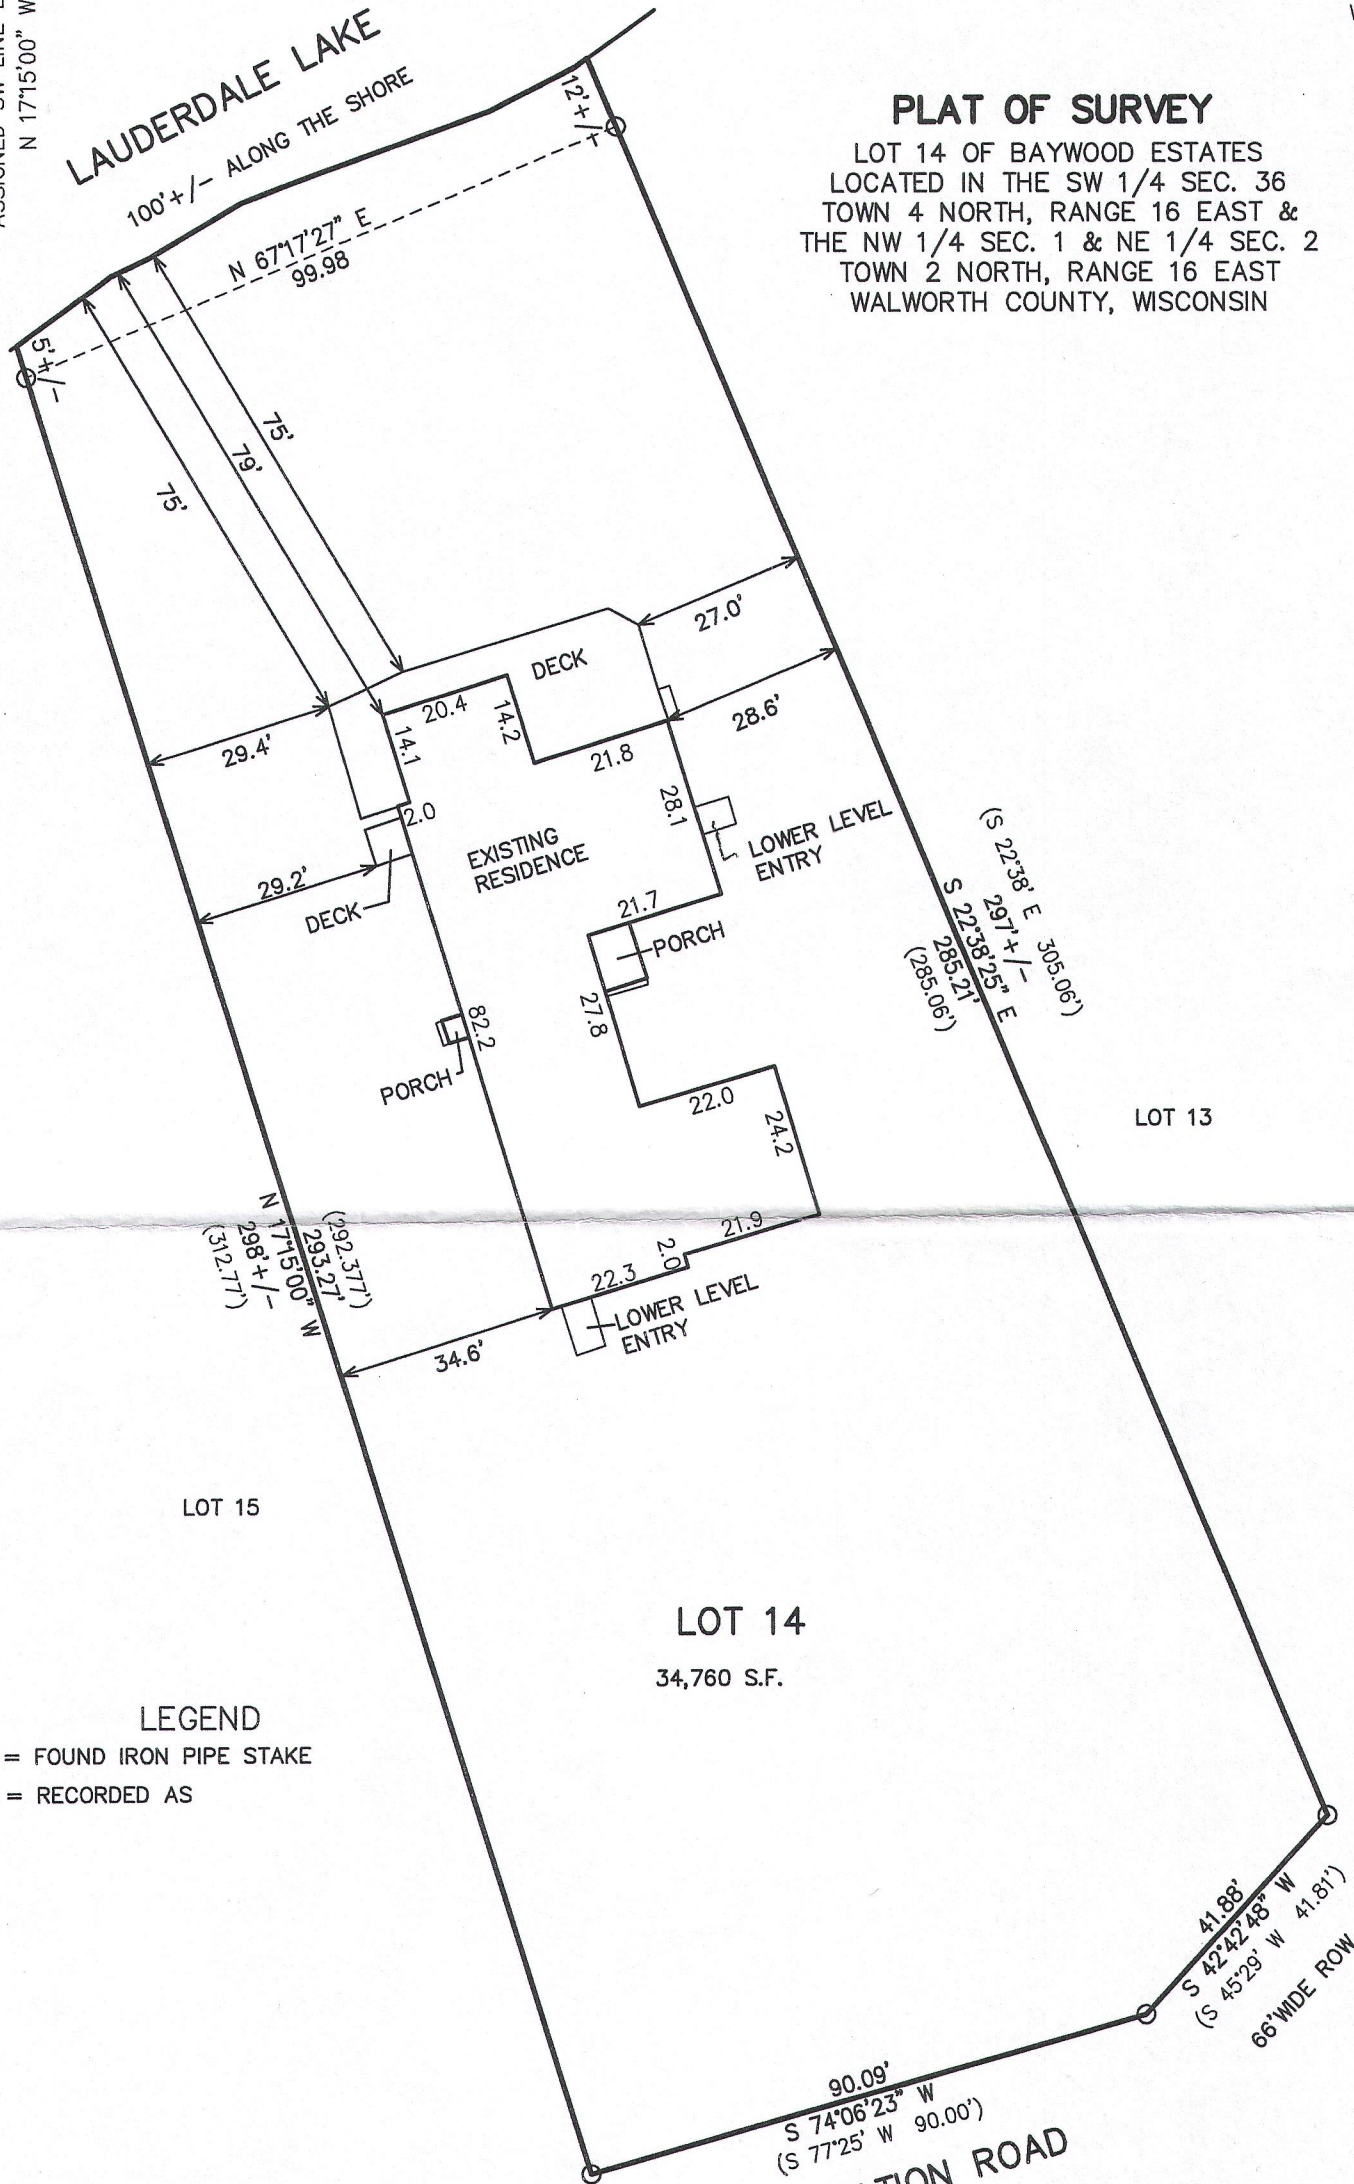 N 17°15'00" W
LAUDERDALE LAKE
100'+/- ALONG THE SHORE
12'+/-
N 67°17'27" E
99.98
5'+/-
PLAT OF SURVEY
LOT 14 OF BAYWOOD ESTATES
LOCATED IN THE SW 1/4 SEC. 36
TOWN 4 NORTH, RANGE 16 EAST &
THE NW 1/4 SEC. 1 & NE 1/4 SEC. 2
TOWN 2 NORTH, RANGE 16 EAST
WALWORTH COUNTY, WISCONSIN
75'
79'
75'
27.0'
DECK
28.6'
20.4
14.2
14.1
21.8
29.4'
2.0
28.1
EXISTING
RESIDENCE
LOWER LEVEL
ENTRY
29.2'
DECK
21.7
PORCH
27.8
(S 22°38' E 305.06')
297'+/-
S 22°38'25" E
285.21'
(285.06')
82.2
PORCH
22.0
24.2
LOT 13
(292.377')
293.27'
N 17°15'00" W
298'+/-
(312.77')
21.9
2.0
22.3
LOWER LEVEL
ENTRY
34.6'
LOT 15
LOT 14
34,760 S.F.
LEGEND
= FOUND IRON PIPE STAKE
= RECORDED AS
41.88'
S 42°42'48" W
(S 45°29' W 41.81')
66'WIDE ROW
90.09'
S 74°06'23" W
(S 77°25' W 90.00')
ROAD